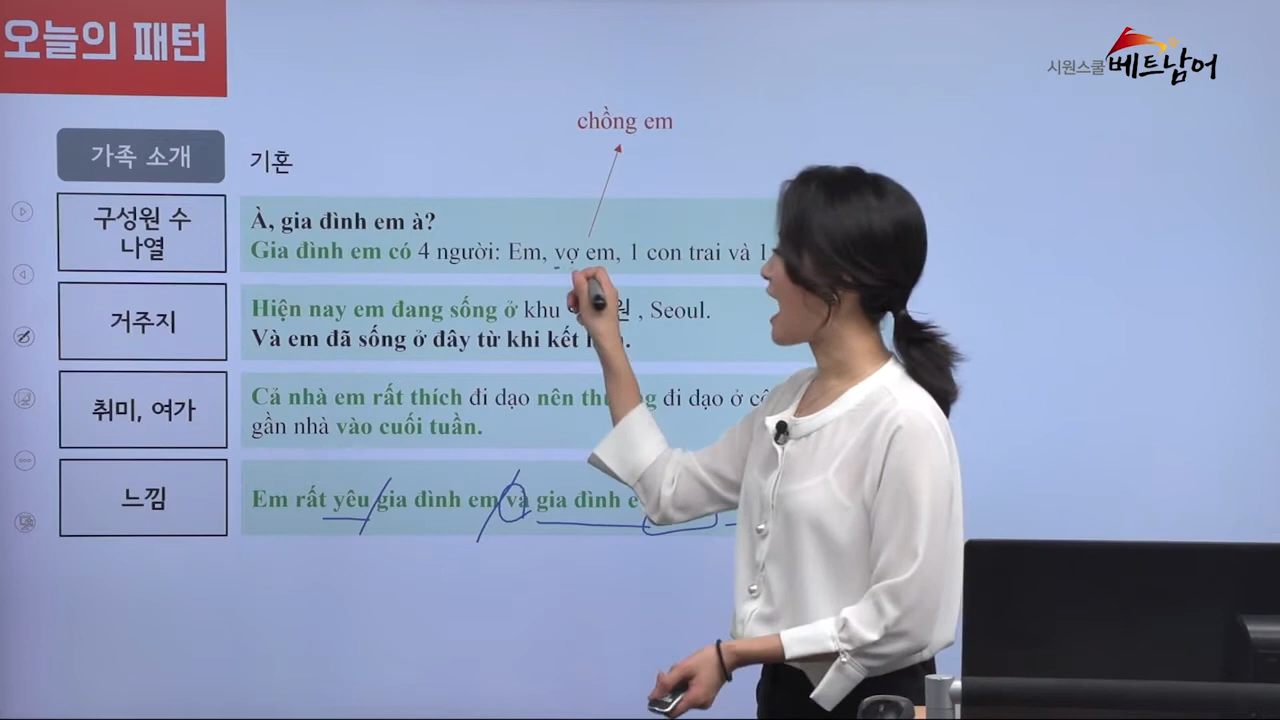 오늘의 패턴
시원스쿨 베트남어
chồng em
가족 소개
기혼
구성원 수
나열
À, gia đình em à?
Gia đình em có 4 người: Em, vợ em, 1 con trai và 1
거주지
Hiện nay em đang sống ở khu 원 , Seoul.
Và em đã sống ở đây từ khi kết
취미, 여가
Cả nhà em rất thích đi dạo nên đi dạo ở
gần nhà vào cuối tuần.
느낌
Em rất yêu gia đình em và gia đình